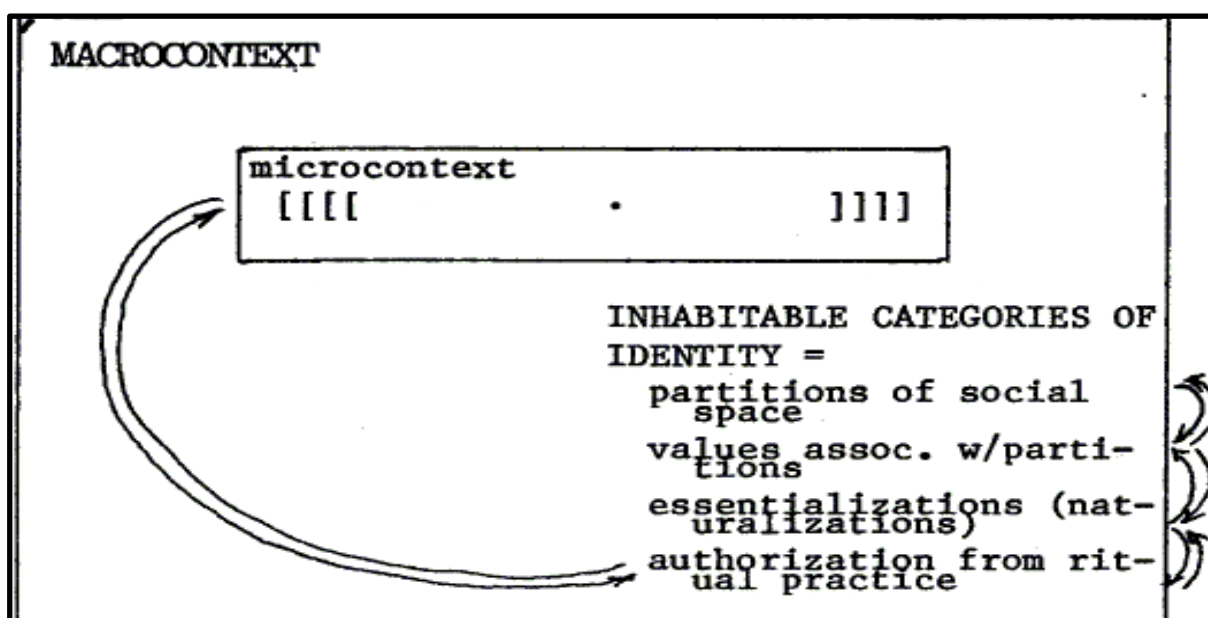 MACROCONTEXT
microcontext
[[[[ • ]]]]
INHABITABLE CATEGORIES OF
IDENTITY =
partitions of social
space
values assoc. w/parti-
tions
essentializations (nat-
uralizations)
authorization from rit-
ual practice